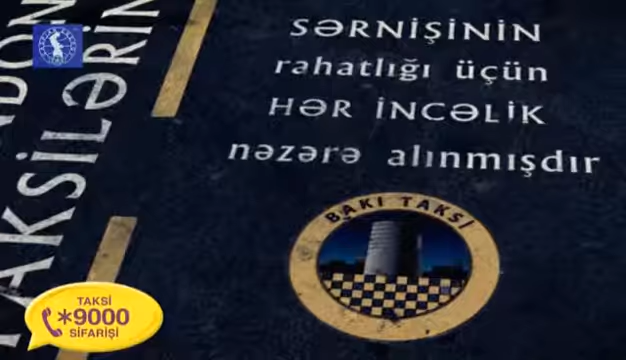 SƏRNİŞİNİN
rahatlığı üçün
HƏR İNCƏLİK
nəzərə alınmışdır
BAKI TAKSİ
TAKSİLƏRİN
TAKSİ
*9000
SİFARİŞİ